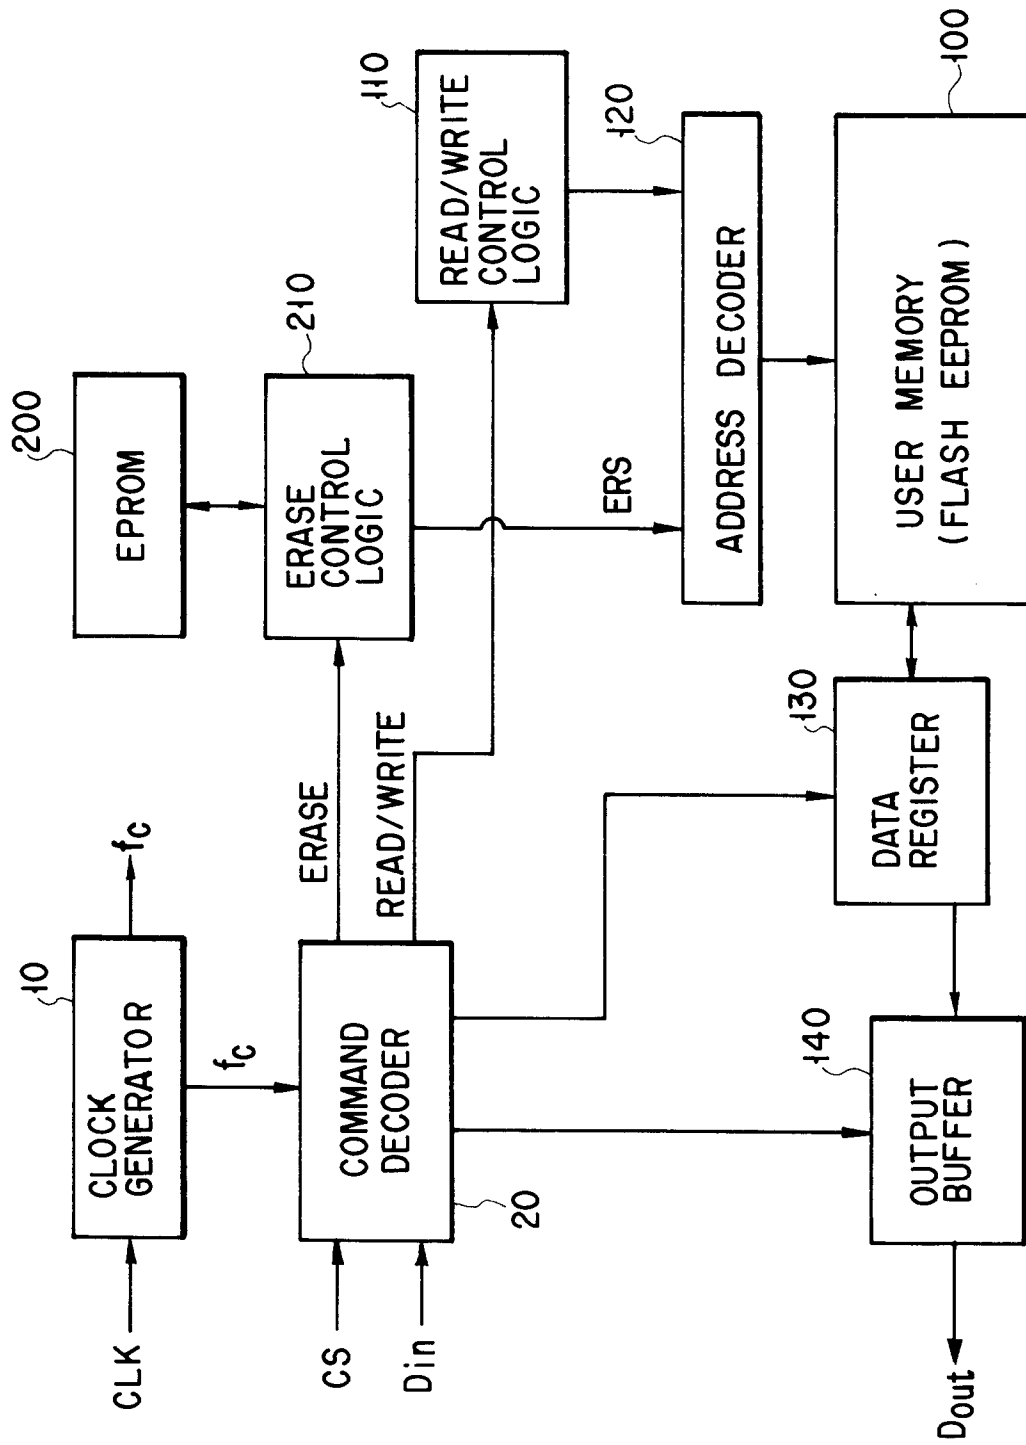 CLK
CLOCK
GENERATOR
10
fc
fc
CS
Din
COMMAND
DECODER
20
ERASE
READ/WRITE
EPROM
200
ERASE
CONTROL
LOGIC
210
READ/WRITE
CONTROL
LOGIC
110
ERS
ADDRESS DECODER
120
USER MEMORY
(FLASH EEPROM)
100
DATA
REGISTER
130
OUTPUT
BUFFER
140
Dout